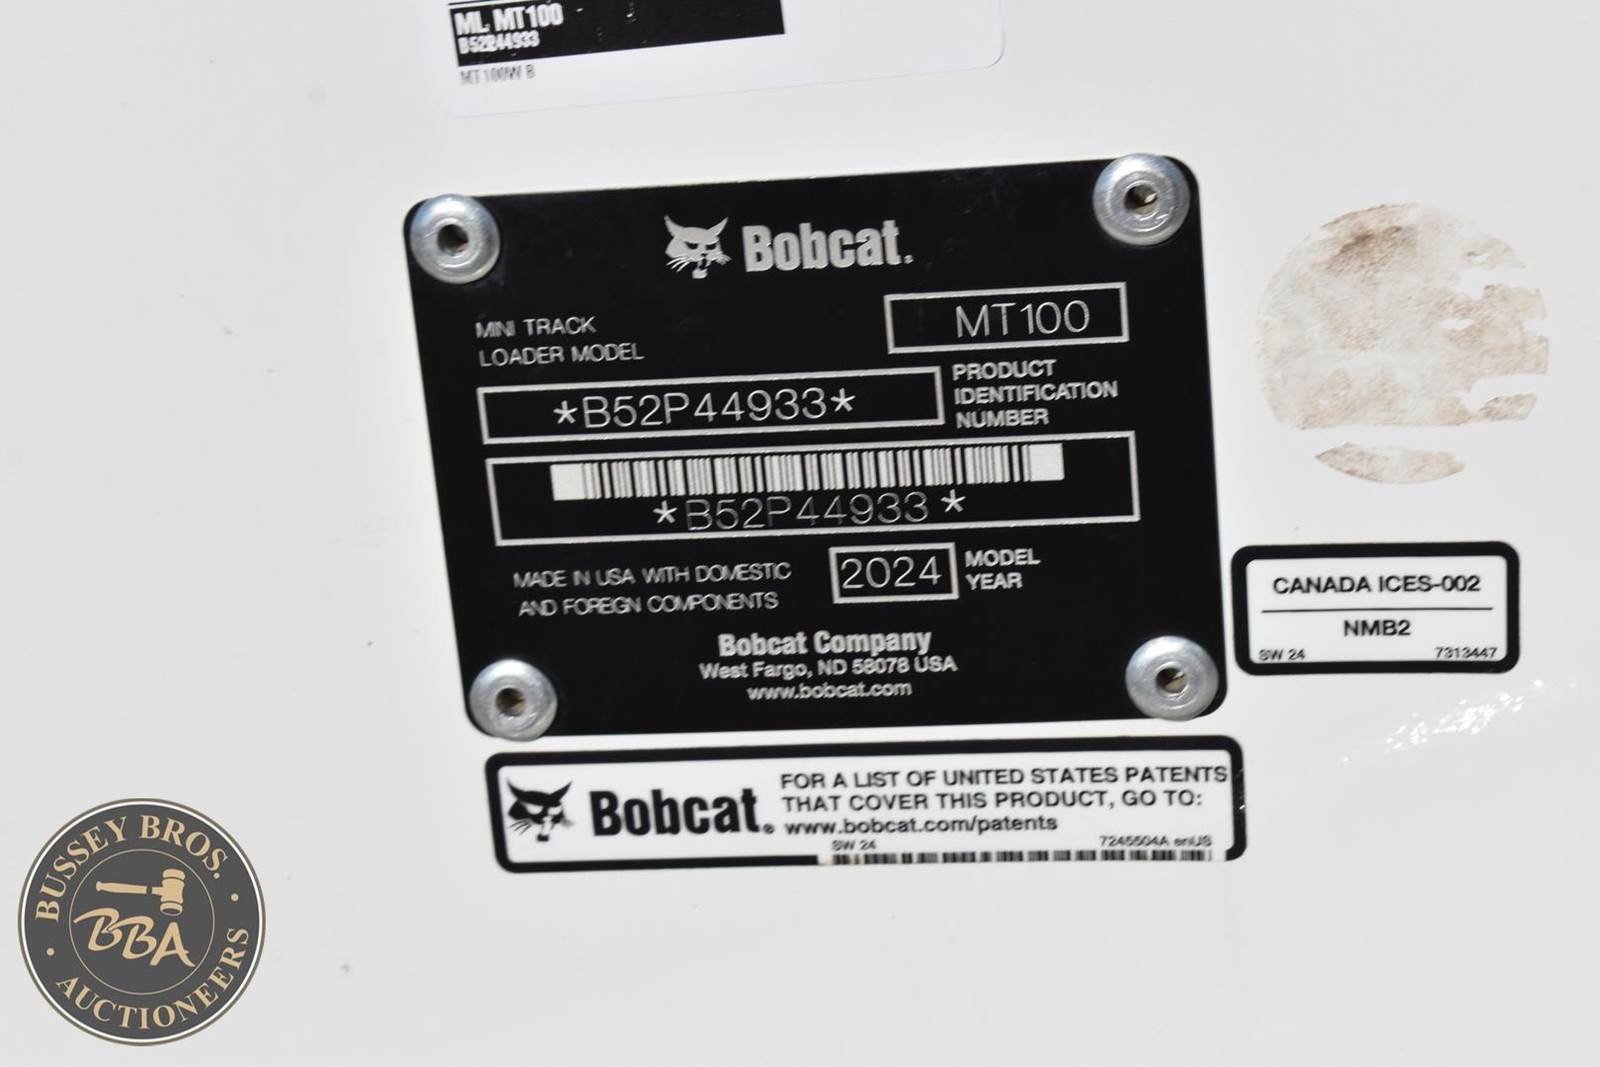 ML MT100
B52P44933
MT100W B
Bobcat.
MINI TRACK
LOADER MODEL
MT100
*B52P44933*
PRODUCT
IDENTIFICATION
NUMBER
*B52P44933*
MADE IN USA WITH DOMESTIC
AND FOREIGN COMPONENTS
2024
MODEL
YEAR
Bobcat Company
West Fargo, ND 58078 USA
www.bobcat.com
CANADA ICES-002
NMB2
SW 24 7313447
Bobcat®
FOR A LIST OF UNITED STATES PATENTS
THAT COVER THIS PRODUCT, GO TO:
www.bobcat.com/patents
SW 24 7245504A enUS
BUSSEY BROS.
BBA
AUCTIONEERS